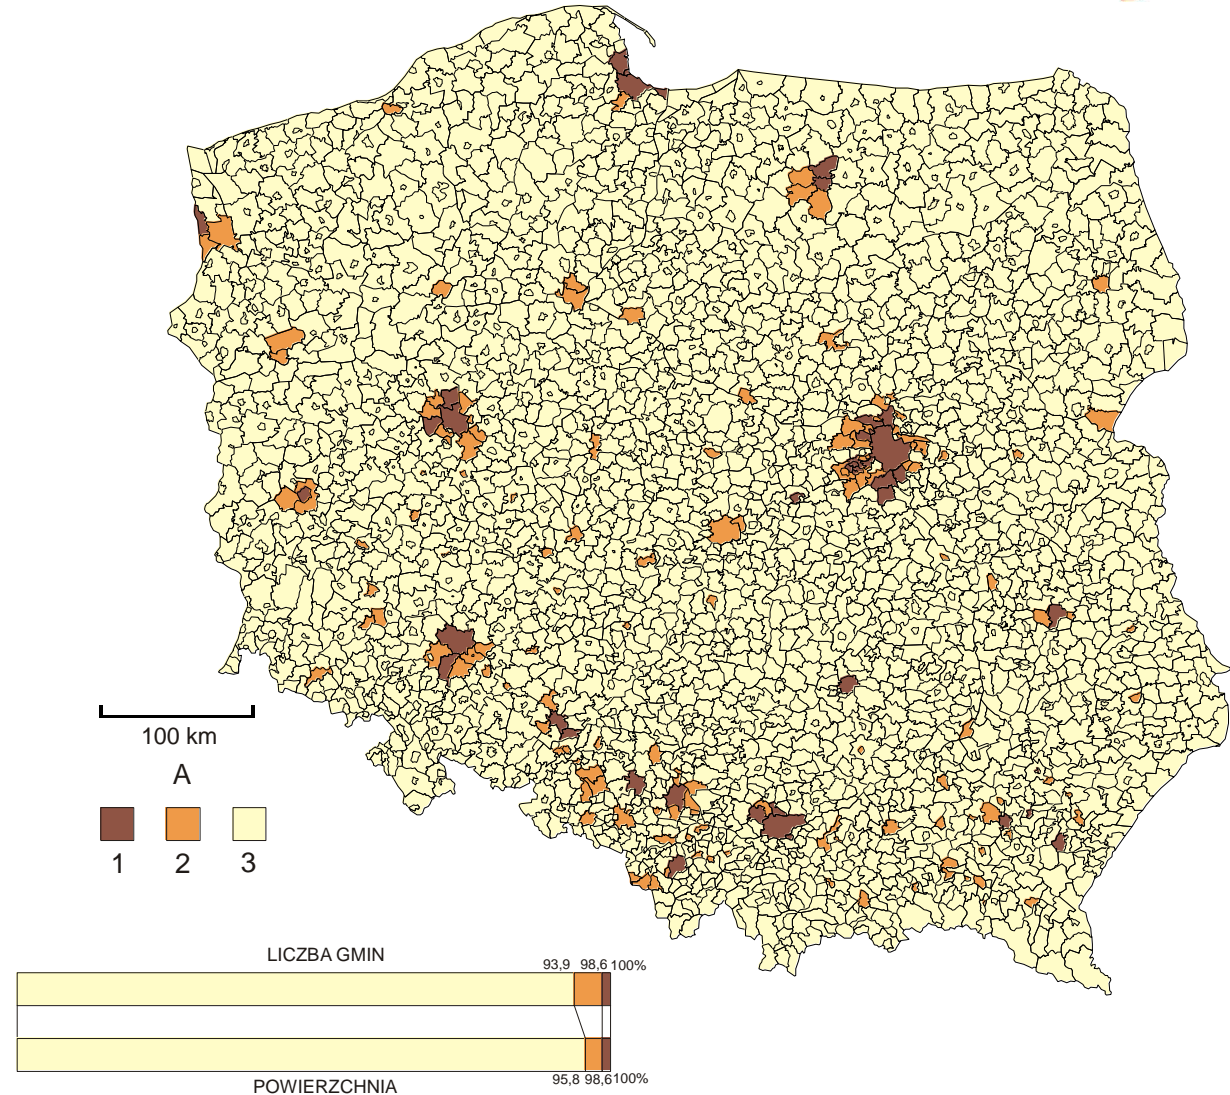 100 km
A
1 2 3
LICZBA GMIN
93,9 98,6 100%
95,8 98,6 100%
POWIERZCHNIA